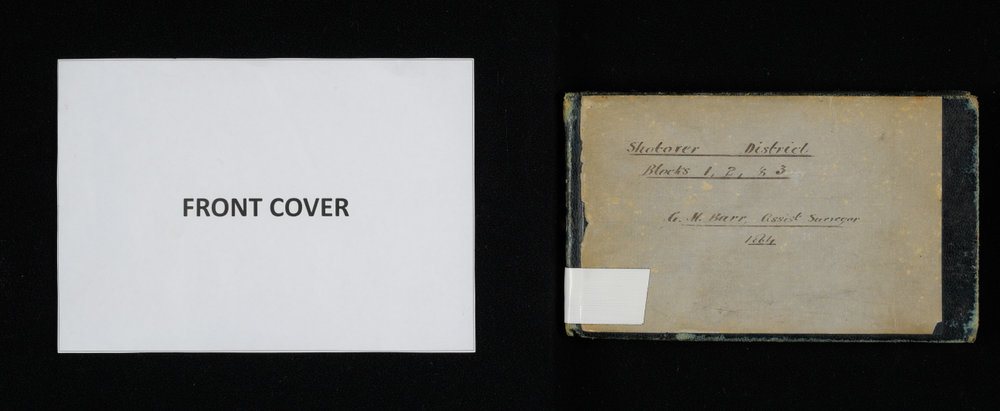 FRONT COVER
Shotover District
Blocks 1, 2, & 3
G. M. Barr Assist Surveyor
1864